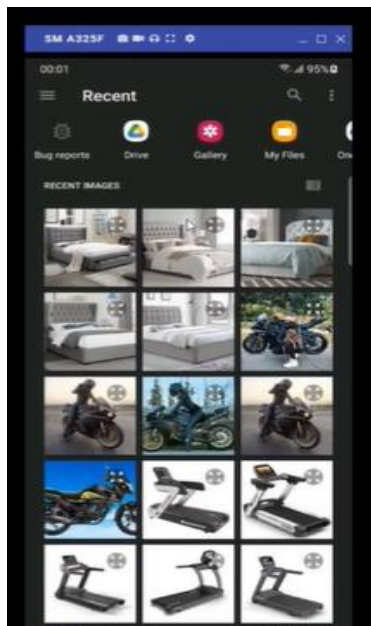 SM A325F
00:01 95%
Recent
Bug reports Drive Gallery My Files
RECENT IMAGES